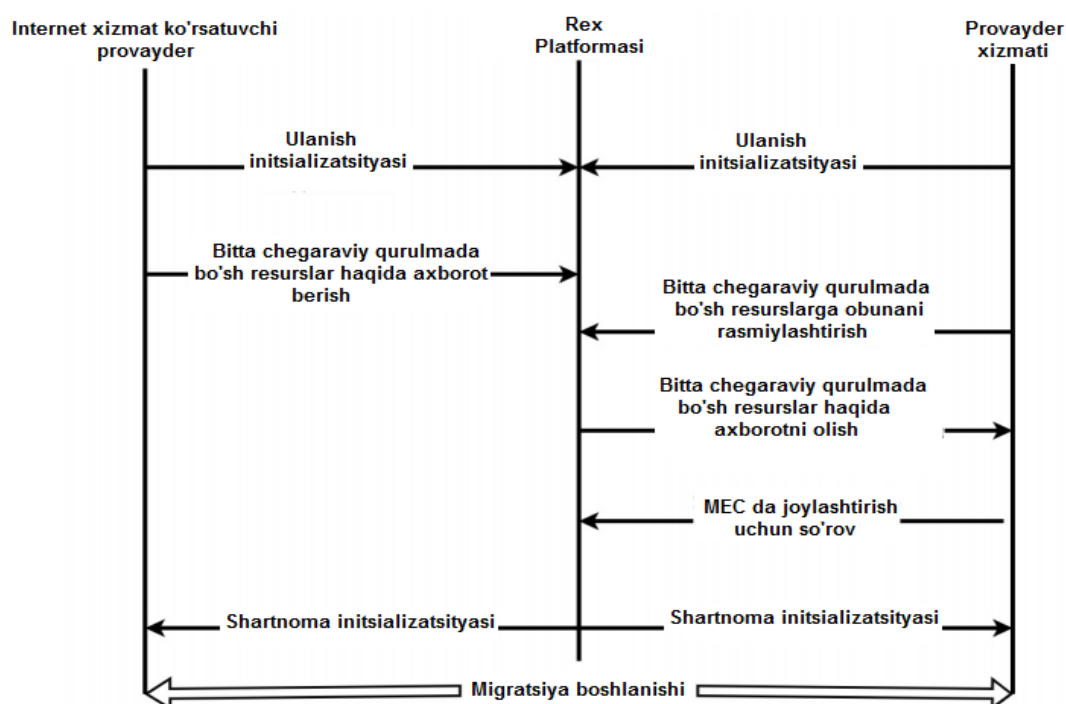 Internet xizmat ko'rsatuvchi
provayder
Rex
Platformasi
Provayder
xizmati
Ulanish
initsializatsityasi
Ulanish
initsializatsityasi
Bitta chegaraviy qurulmada
bo'sh resurslar haqida axborot
berish
Bitta chegaraviy qurulmada
bo'sh resurslarga obunani
rasmiylashtirish
Bitta chegaraviy qurulmada
bo'sh resurslar haqida
axborotni olish
MEC da joylashtirish
uchun so'rov
Shartnoma initsializatsityasi
Shartnoma initsializatsityasi
Migratsiya boshlanishi